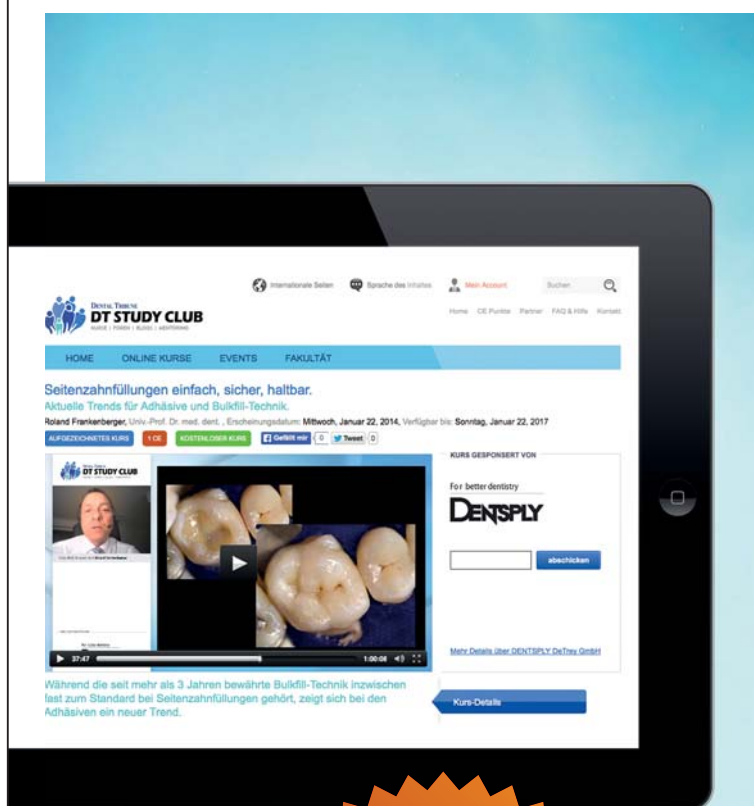 Internationale Seiten
Sprache des Inhaltes
Mein Account
Suchen
DENTAL TRIBUNE
DT STUDY CLUB
Home CE Punkte Partner FAQ & Hilfe Kontakt
HOME ONLINE KURSE EVENTS FAKULTÄT
Seitenzahnfüllungen einfach, sicher, haltbar.
Aktuelle Trends für Adhäsive und Bulkfill-Technik.
Roland Frankenberger, Univ.-Prof. Dr. med. dent. , Erscheinungsdatum: Mittwoch, Januar 22, 2014, Verfügbar bis: Sonntag, Januar 22, 2017
AUFGEZEICHNETES KURS 1 CE KOSTENLOSER KURS Gefällt mir 0 Tweet 0
DT STUDY CLUB
KURS GESPONSERT VON
For better dentistry
DENTSPLY
abschicken
37:47 1:00:08
Mehr Details über DENTSPLY DeTrey GmbH
Während die seit mehr als 3 Jahren bewährte Bulkfill-Technik inzwischen
fast zum Standard bei Seitenzahnfüllungen gehört, zeigt sich bei den
Adhäsiven ein neuer Trend.
Kurs-Details